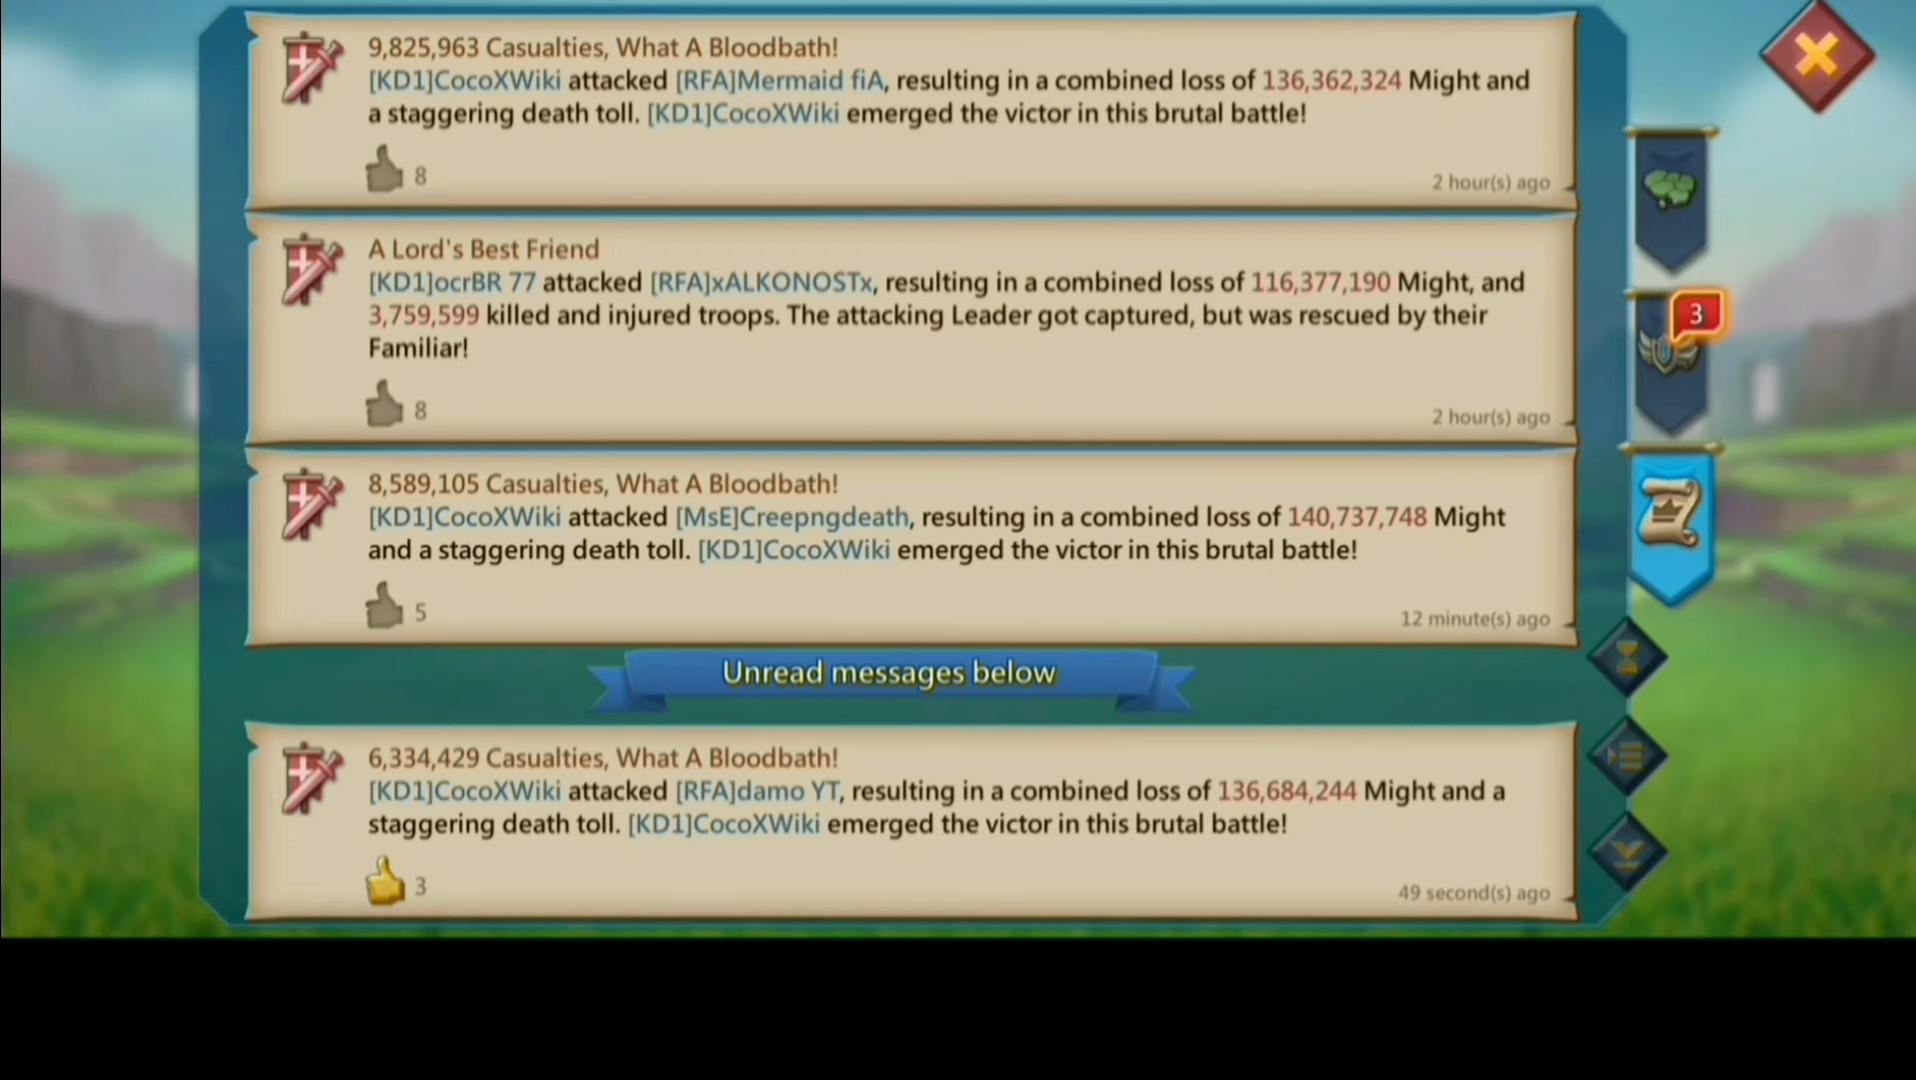 9,825,963 Casualties, What A Bloodbath!
[KD1]CocoXWiki attacked [RFA]Mermaid fiA, resulting in a combined loss of 136,362,324 Might and
a staggering death toll. [KD1]CocoXWiki emerged the victor in this brutal battle!
8
2 hour(s) ago
A Lord's Best Friend
[KD1]ocrBR 77 attacked [RFA]xALKONOSTx, resulting in a combined loss of 116,377,190 Might, and
3,759,599 killed and injured troops. The attacking Leader got captured, but was rescued by their
Familiar!
8
2 hour(s) ago
3
8,589,105 Casualties, What A Bloodbath!
[KD1]CocoXWiki attacked [MsE]Creepngdeath, resulting in a combined loss of 140,737,748 Might
and a staggering death toll. [KD1]CocoXWiki emerged the victor in this brutal battle!
5
12 minute(s) ago
Unread messages below
6,334,429 Casualties, What A Bloodbath!
[KD1]CocoXWiki attacked [RFA]damo YT, resulting in a combined loss of 136,684,244 Might and a
staggering death toll. [KD1]CocoXWiki emerged the victor in this brutal battle!
3
49 second(s) ago